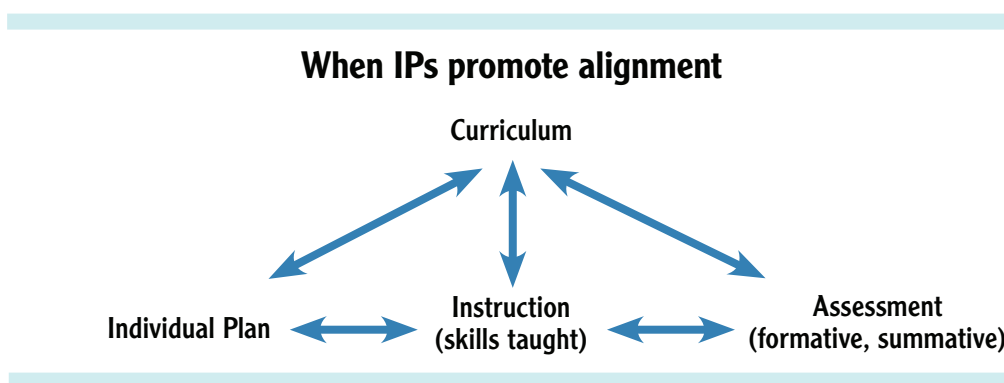 When IPs promote alignment
Curriculum
Individual Plan
Instruction
(skills taught)
Assessment
(formative, summative)